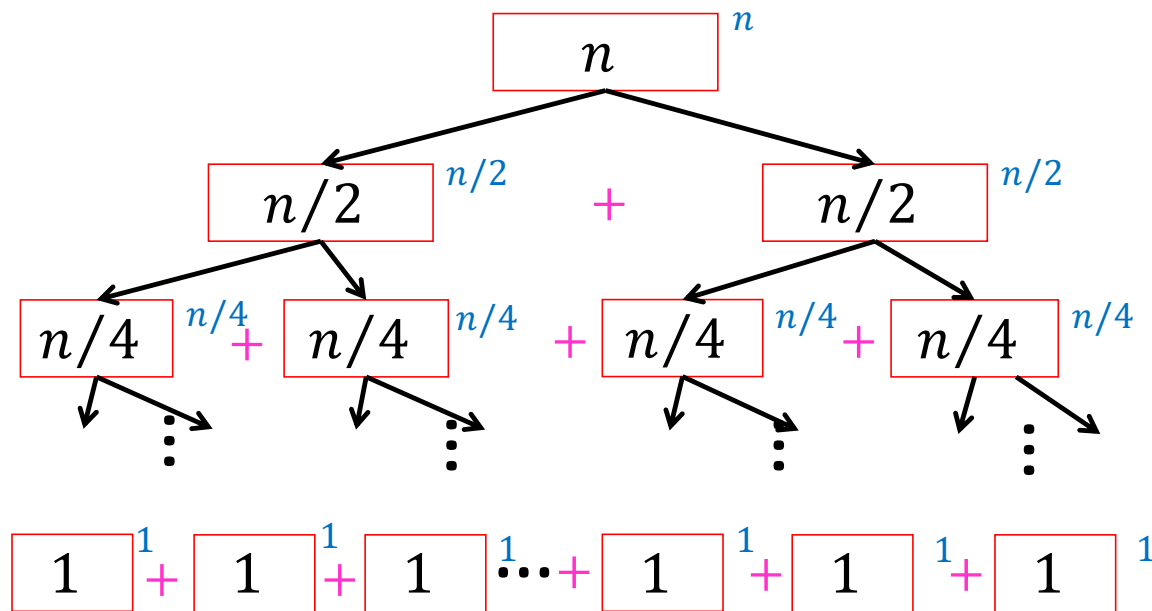 n n
n/2 n/2 + n/2 n/2
n/4 n/4 + n/4 n/4 + n/4 n/4 + n/4 n/4
1 1 + 1 1 + 1 1 ⋯ + 1 1 + 1 1 + 1 1